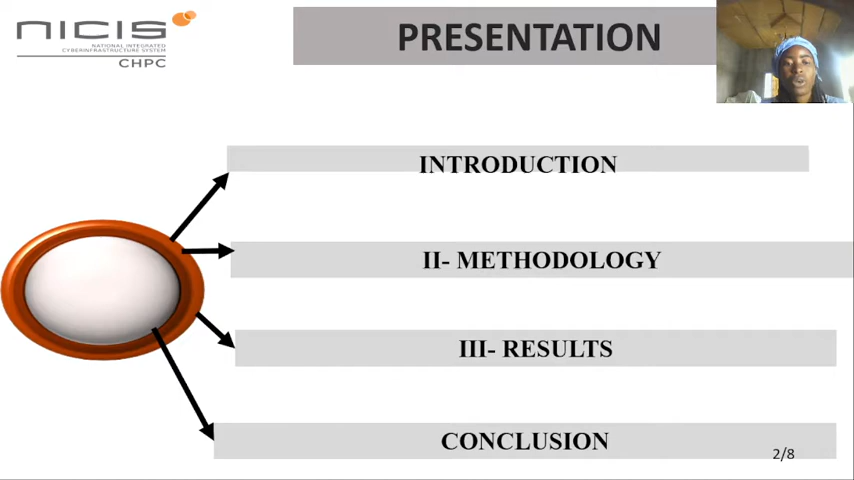 NICIS
NATIONAL INTEGRATED
CYBERINFRASTRUCTURE SYSTEM
CHPC
PRESENTATION
INTRODUCTION
II- METHODOLOGY
III- RESULTS
CONCLUSION
2/8